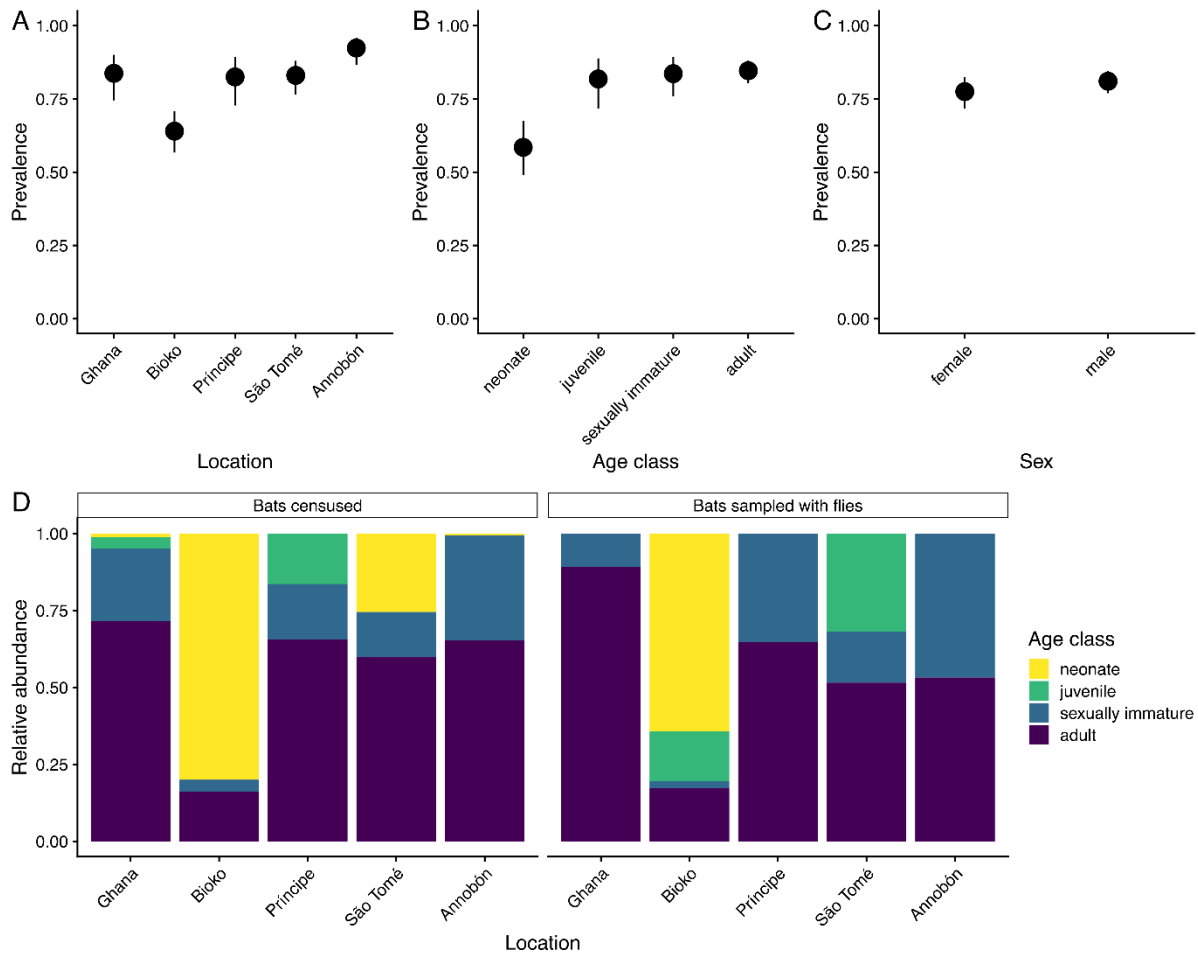 A
1.00
0.75
0.50
0.25
0.00
Prevalence
Ghana
Bioko
Príncipe
São Tomé
Annobón
Location
B
1.00
0.75
0.50
0.25
0.00
Prevalence
neonate
juvenile
sexually immature
adult
Age class
C
1.00
0.75
0.50
0.25
0.00
Prevalence
female
male
Sex
D
Bats censused
Bats sampled with flies
1.00
0.75
0.50
0.25
0.00
Relative abundance
Ghana
Bioko
Príncipe
São Tomé
Annobón
Ghana
Bioko
Príncipe
São Tomé
Annobón
Location
Age class
neonate
juvenile
sexually immature
adult